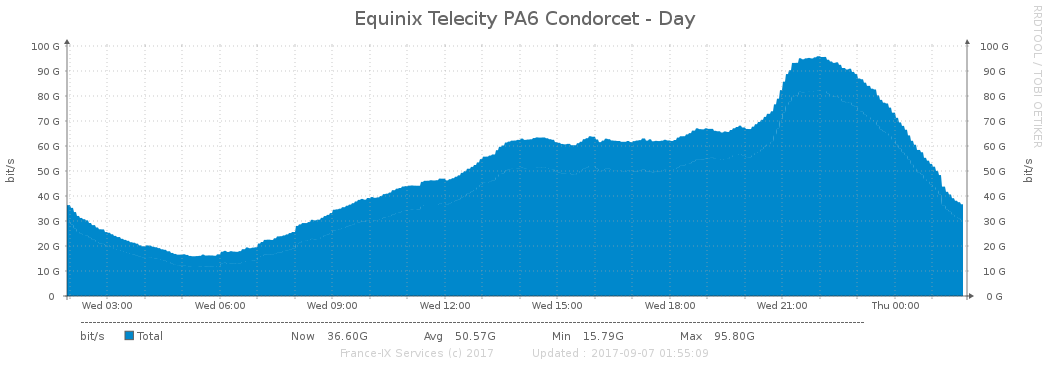 Equinix Telecity PA6 Condorcet - Day
RRDTOOL / TOBI OETIKER
100 G 100 G
90 G 90 G
80 G 80 G
70 G 70 G
60 G 60 G
50 G 50 G
40 G 40 G
30 G 30 G
20 G 20 G
10 G 10 G
0 0 G
bit/s bit/s
Wed 03:00 Wed 06:00 Wed 09:00 Wed 12:00 Wed 15:00 Wed 18:00 Wed 21:00 Thu 00:00
bit/s Total Now 36.60G Avg 50.57G Min 15.79G Max 95.80G
France-IX Services (c) 2017 Updated : 2017-09-07 01:55:09